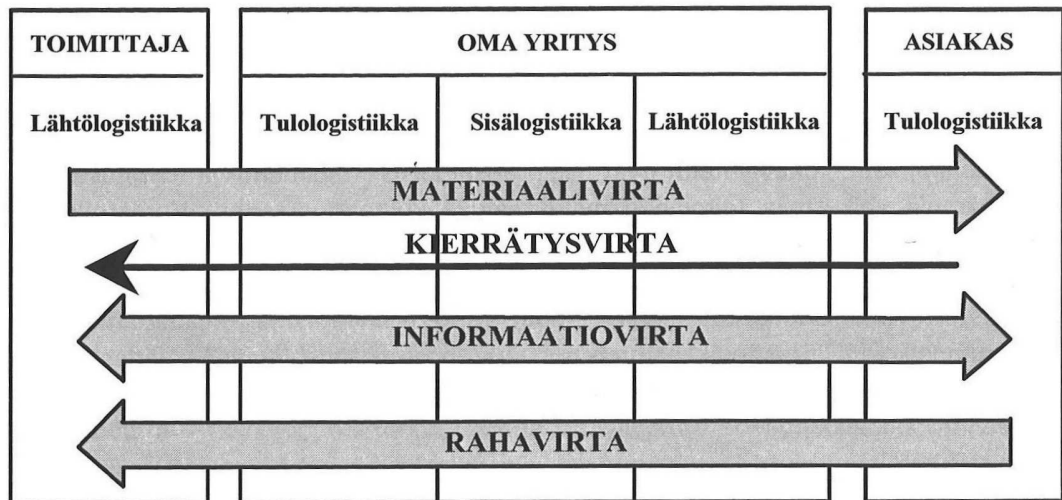 TOIMITTAJA
OMA YRITYS
ASIAKAS
Lähtölogistiikka
Tulologistiikka
Sisälogistiikka
Lähtölogistiikka
Tulologistiikka
MATERIAALIVIRTA
KIERRÄTYSVIRTA
INFORMAATIOVIRTA
RAHAVIRTA